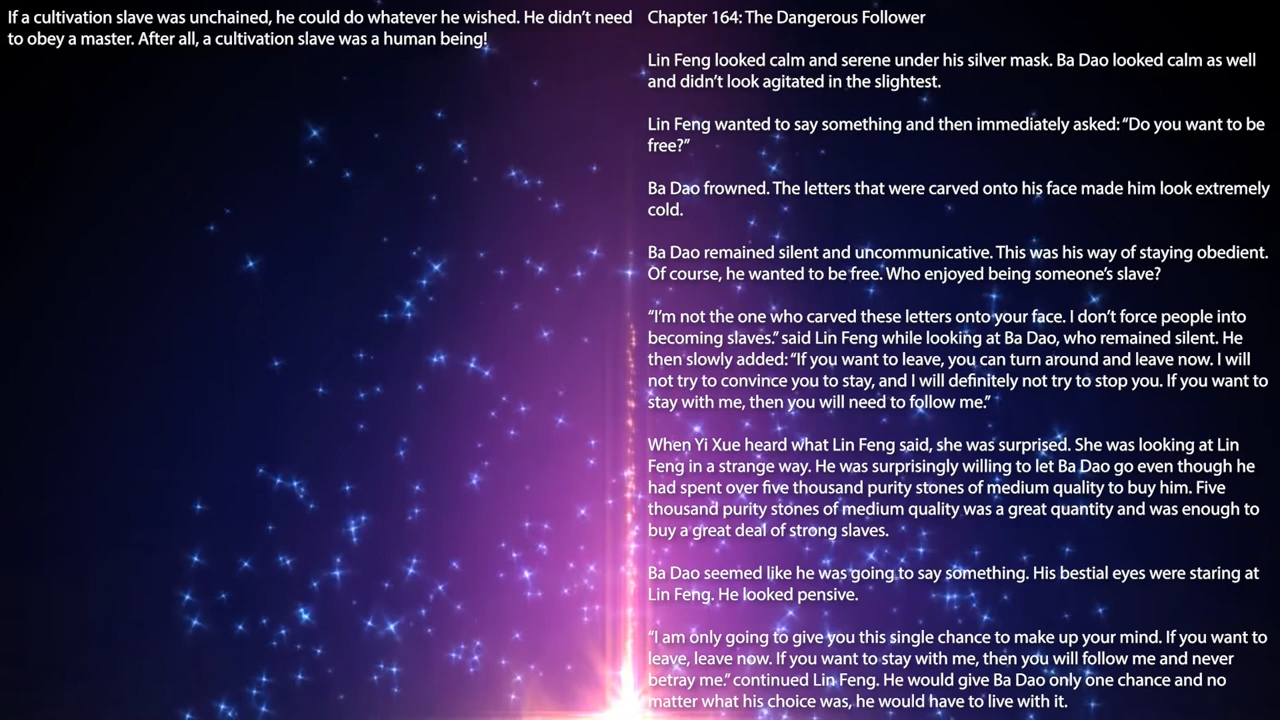 If a cultivation slave was unchained, he could do whatever he wished. He didn’t need
to obey a master. After all, a cultivation slave was a human being!
Chapter 164: The Dangerous Follower
Lin Feng looked calm and serene under his silver mask. Ba Dao looked calm as well
and didn’t look agitated in the slightest.
Lin Feng wanted to say something and then immediately asked: “Do you want to be
free?”
Ba Dao frowned. The letters that were carved onto his face made him look extremely
cold.
Ba Dao remained silent and uncommunicative. This was his way of staying obedient.
Of course, he wanted to be free. Who enjoyed being someone’s slave?
“I’m not the one who carved these letters onto your face. I don’t force people into
becoming slaves.” said Lin Feng while looking at Ba Dao, who remained silent. He
then slowly added: “If you want to leave, you can turn around and leave now. I will
not try to convince you to stay, and I will definitely not try to stop you. If you want to
stay with me, then you will need to follow me.”
When Yi Xue heard what Lin Feng said, she was surprised. She was looking at Lin
Feng in a strange way. He was surprisingly willing to let Ba Dao go even though he
had spent over five thousand purity stones of medium quality to buy him. Five
thousand purity stones of medium quality was a great quantity and was enough to
buy a great deal of strong slaves.
Ba Dao seemed like he was going to say something. His bestial eyes were staring at
Lin Feng. He looked pensive.
“I am only going to give you this single chance to make up your mind. If you want to
leave, leave now. If you want to stay with me, then you will follow me and never
betray me.” continued Lin Feng. He would give Ba Dao only one chance and no
matter what his choice was, he would have to live with it.